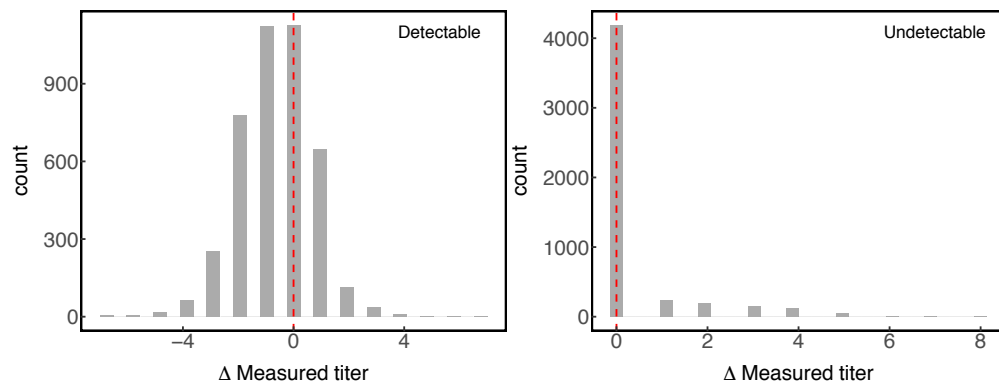 Detectable
count
900
600
300
0
−4 0 4
Δ Measured titer
Undetectable
count
4000
3000
2000
1000
0
0 2 4 6 8
Δ Measured titer